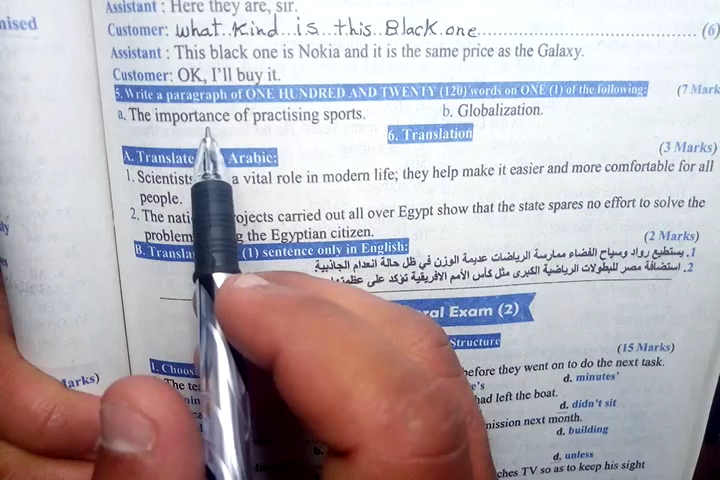 nised
Assistant : Here they are, sir.
Customer: what kind is this Black one (6)
Assistant : This black one is Nokia and it is the same price as the Galaxy.
Customer: OK, I'll buy it.
5. Write a paragraph of ONE HUNDRED AND TWENTY (120) words on ONE (1) of the following: (7 Mark
a. The importance of practising sports. b. Globalization.
6. Translation
(3 Marks)
A. Translate Arabic:
1. Scientists a vital role in modern life; they help make it easier and more comfortable for all
people.
2. The nati ojects carried out all over Egypt show that the state spares no effort to solve the
problem g the Egyptian citizen.
(2 Marks)
B. Transla (1) sentence only in English:
1. يستطيع رواد وسياح الفضاء ممارسة الرياضات عديمة الوزن في ظل حالة انعدام الجاذبية.
2. استضافة مصر للبطولات الرياضية الكبرى مثل كأس الأمم الافريقية تؤكد على
ral Exam (2)
Structure
(15 Marks)
1. Choos
before they went on to do the next task.
The te
e's d. minutes'
had left the boat.
d. didn't sit
mission next month.
d. building
b.
d. unless
ches TV so as to keep his sight
larks)